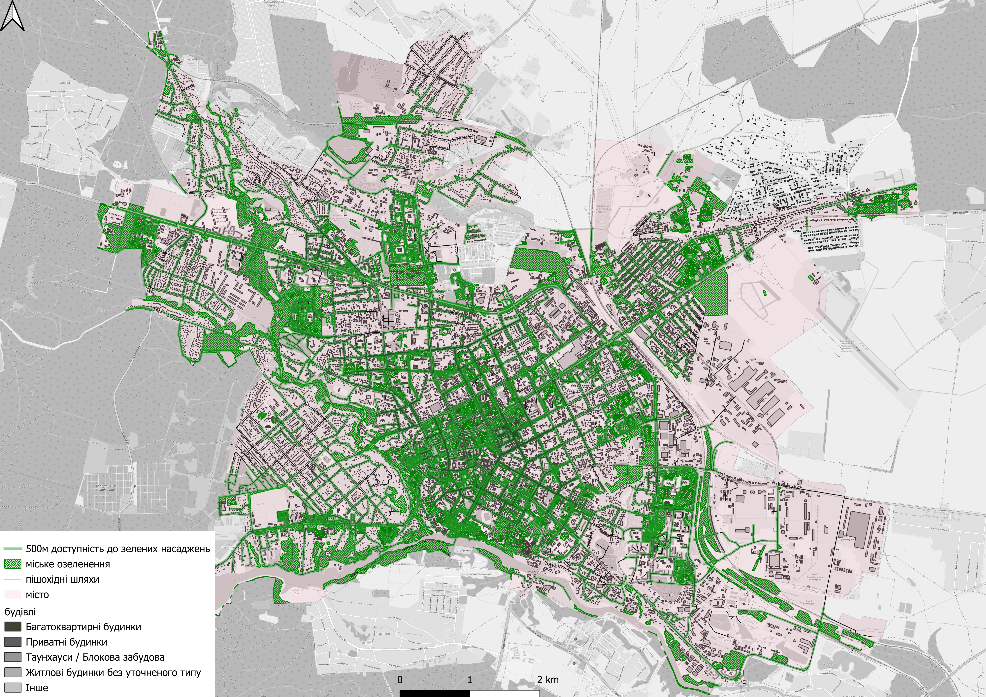 0 1 2 km
500м доступність до зелених насаджень
міське озеленення
пішохідні шляхи
місто
будівлі
Багатоквартирні будинки
Приватні будинки
Таунхауси / Блокова забудова
Житлові будинки без уточненого типу
Інше